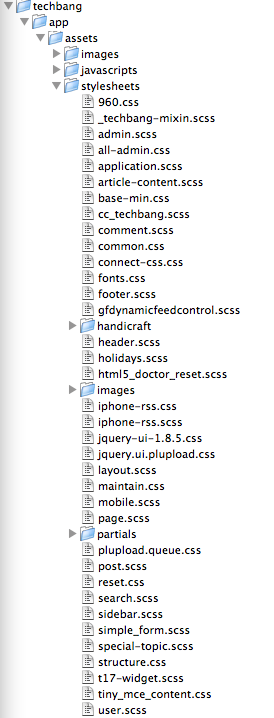 techbang
app
assets
images
javascripts
stylesheets
960.css
_techbang-mixin.scss
admin.scss
all-admin.css
application.scss
article-content.scss
base-min.css
cc_techbang.scss
comment.scss
common.css
connect-css.css
fonts.css
footer.scss
gfdynamicfeedcontrol.scss
handicraft
header.scss
holidays.scss
html5_doctor_reset.scss
images
iphone-rss.css
iphone-rss.scss
jquery-ui-1.8.5.css
jquery.ui.plupload.css
layout.scss
maintain.css
mobile.scss
page.scss
partials
plupload.queue.css
post.scss
reset.css
search.scss
sidebar.scss
simple_form.scss
special-topic.scss
structure.css
t17-widget.scss
tiny_mce_content.css
user.scss